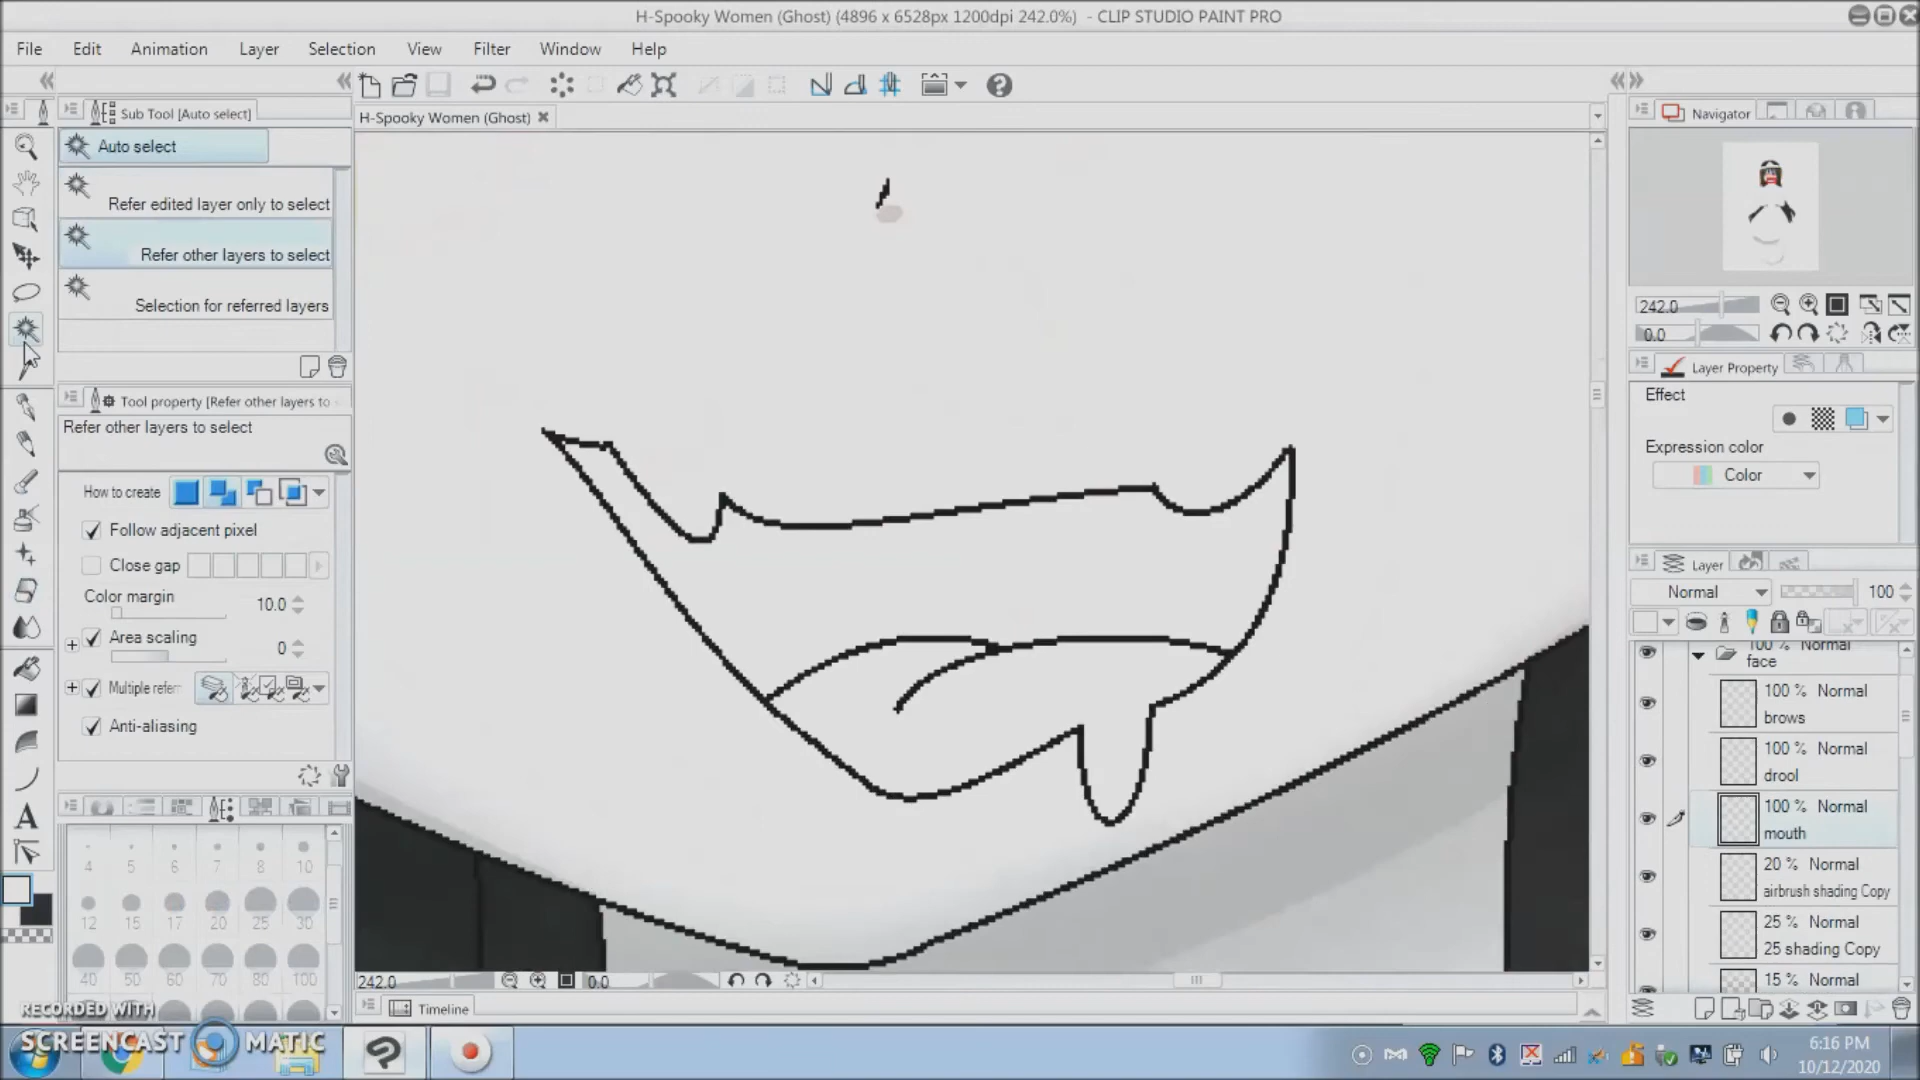 H-Spooky Women (Ghost) (4896 x 6528px 1200dpi 242.0%) - CLIP STUDIO PAINT PRO
File Edit Animation Layer Selection View Filter Window Help
Sub Tool [Auto select]
Auto select
Refer edited layer only to select
Refer other layers to select
Selection for referred layers
Tool property [Refer other layers to
Refer other layers to select
How to create
Follow adjacent pixel
Close gap
Color margin 10.0
Area scaling 0
Multiple refer
Anti-aliasing
4 5 6 7 8 10
12 15 17 20 25 30
40 50 60 70 80 100
H-Spooky Women (Ghost)
242.0 0.0
Timeline
Navigator
242.0
0.0
Layer Property
Effect
Expression color
Color
Layer
Normal 100
100 % Normal
face
100 % Normal
brows
100 % Normal
drool
100 % Normal
mouth
20 % Normal
airbrush shading Copy
25 % Normal
25 shading Copy
15 % Normal
RECORDED WITH
SCREENCAST MATIC
6:16 PM
10/12/2020